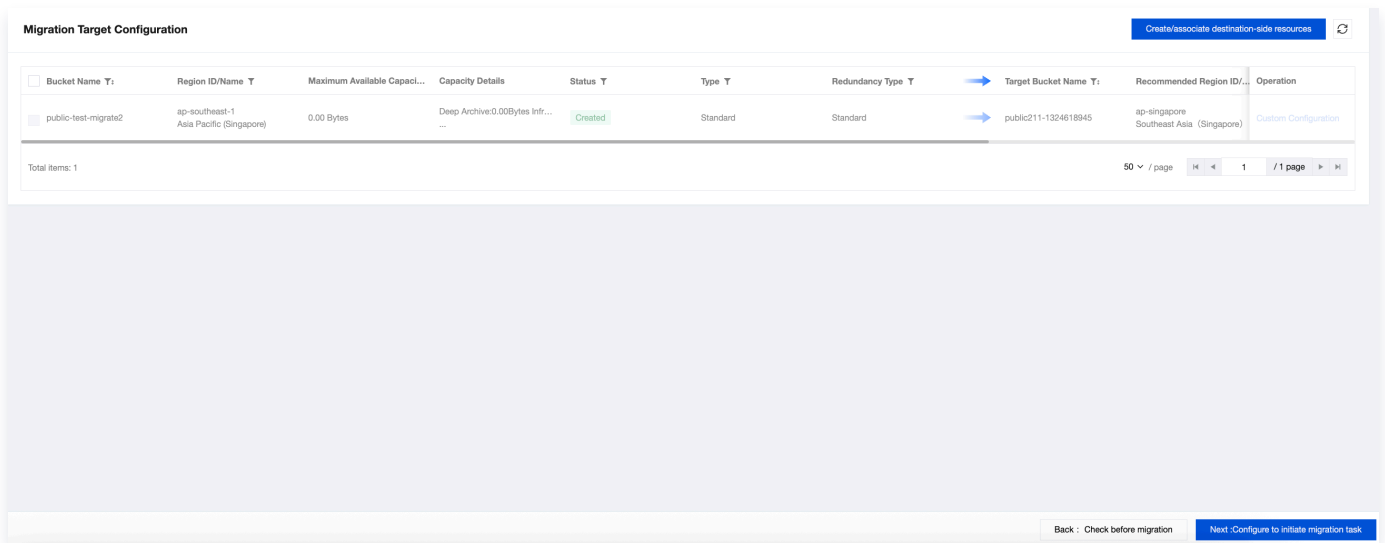 Migration Target Configuration
Create/associate destination-side resources
Bucket Name
Region ID/Name
Maximum Available Capaci...
Capacity Details
Status
Type
Redundancy Type
Target Bucket Name
Recommended Region ID/...
Operation
public-test-migrate2
ap-southeast-1
Asia Pacific (Singapore)
0.00 Bytes
Deep Archive:0.00Bytes Infr...
...
Created
Standard
Standard
public211-1324618945
ap-singapore
Southeast Asia（Singapore）
Custom Configuration
Total items: 1
50 / page
1
/ 1 page
Back： Check before migration
Next :Configure to initiate migration task